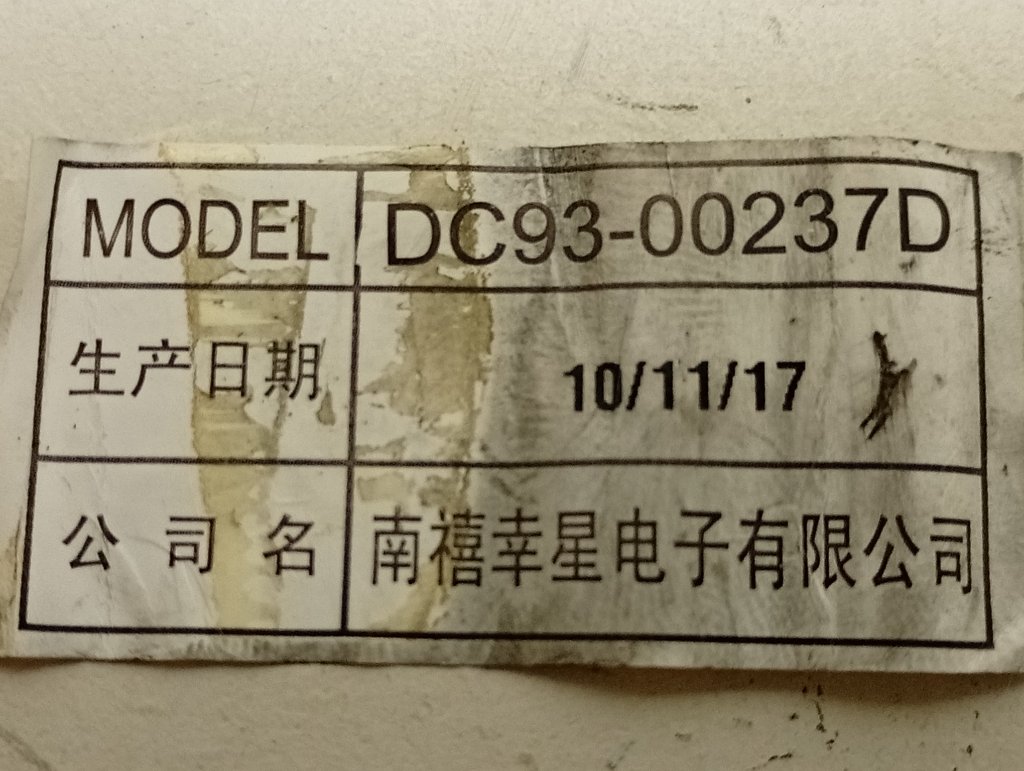 MODEL DC93-00237D
生产日期 10/11/17
公司名 南禧幸星电子有限公司